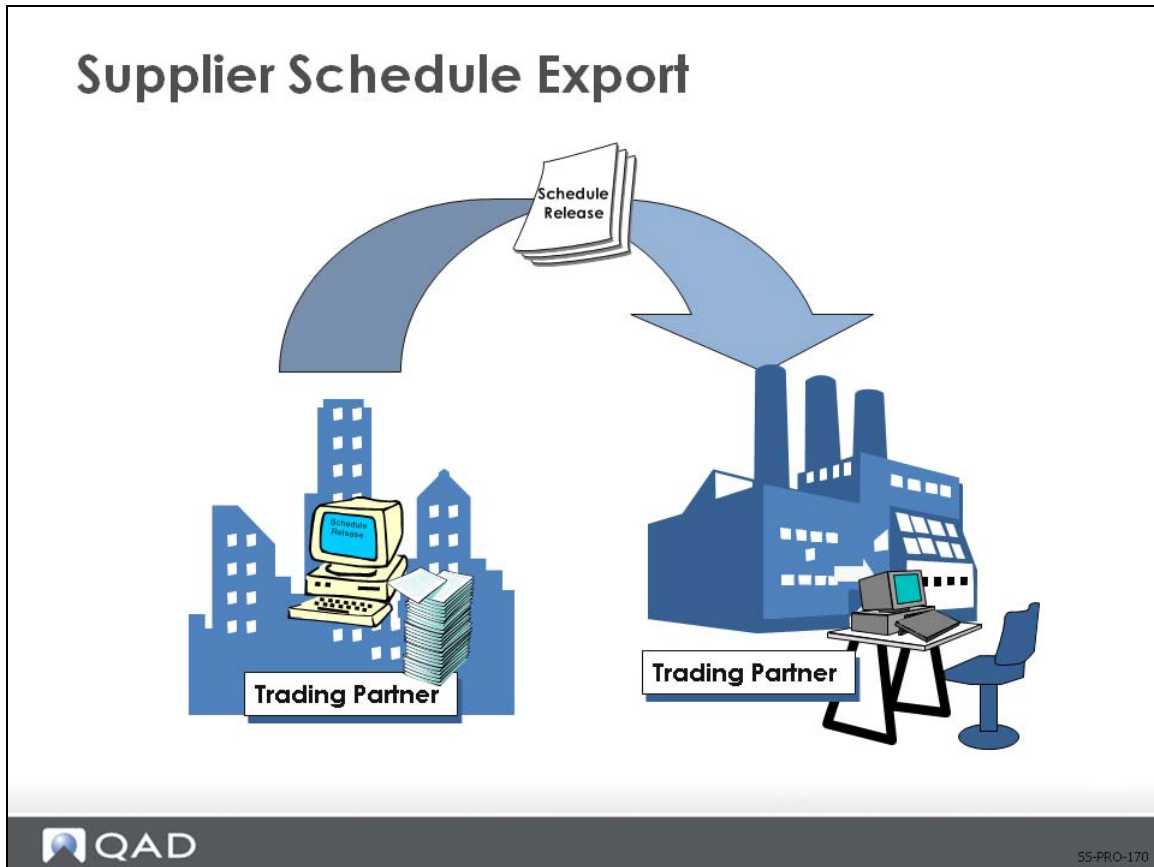 Supplier Schedule Export
Schedule
Release
Schedule
Release
Trading Partner
Trading Partner
QAD
SS-PRO-170